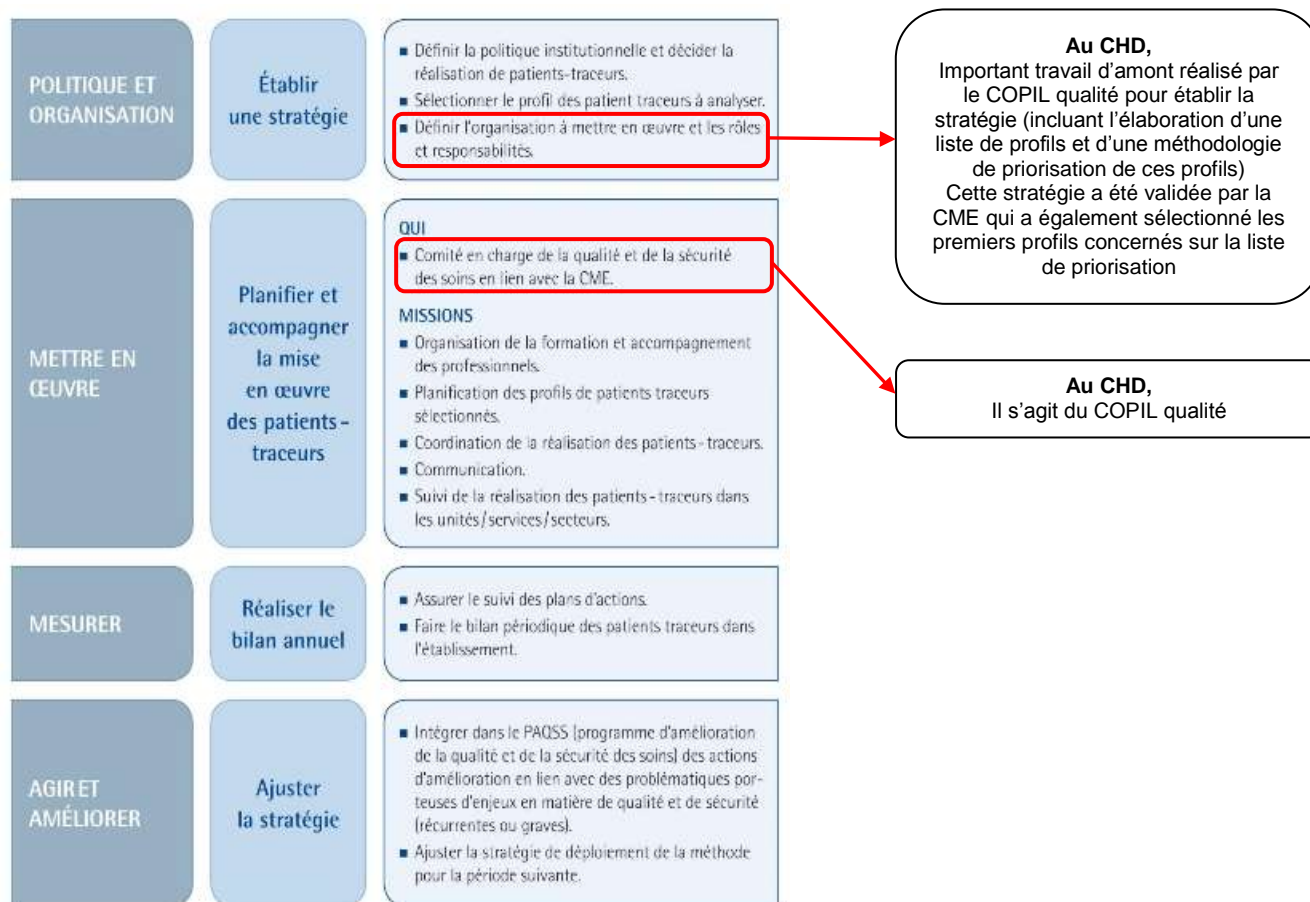 POLITIQUE ET
ORGANISATION
Établir
une stratégie
■ Définir la politique institutionnelle et décider la
réalisation de patients-traceurs.
■ Sélectionner le profil des patient traceurs à analyser.
■ Définir l'organisation à mettre en œuvre et les rôles
et responsabilités.
Au CHD,
Important travail d'amont réalisé par
le COPIL qualité pour établir la
stratégie (incluant l'élaboration d'une
liste de profils et d'une méthodologie
de priorisation de ces profils)
Cette stratégie a été validée par la
CME qui a également sélectionné les
premiers profils concernés sur la liste
de priorisation
METTRE EN
ŒUVRE
Planifier et
accompagner
la mise
en œuvre
des patients-
traceurs
QUI
■ Comité en charge de la qualité et de la sécurité
des soins en lien avec la CME.
MISSIONS
■ Organisation de la formation et accompagnement
des professionnels.
■ Planification des profils de patients traceurs
sélectionnés.
■ Coordination de la réalisation des patients-traceurs.
■ Communication.
■ Suivi de la réalisation des patients-traceurs dans
les unités/services/secteurs.
Au CHD,
Il s'agit du COPIL qualité
MESURER
Réaliser le
bilan annuel
■ Assurer le suivi des plans d'actions.
■ Faire le bilan périodique des patients traceurs dans
l'établissement.
AGIR ET
AMÉLIORER
Ajuster
la stratégie
■ Intégrer dans le PAQSS (programme d'amélioration
de la qualité et de la sécurité des soins) des actions
d'amélioration en lien avec des problématiques por-
teuses d'enjeux en matière de qualité et de sécurité
(récurrentes ou graves).
■ Ajuster la stratégie de déploiement de la méthode
pour la période suivante.